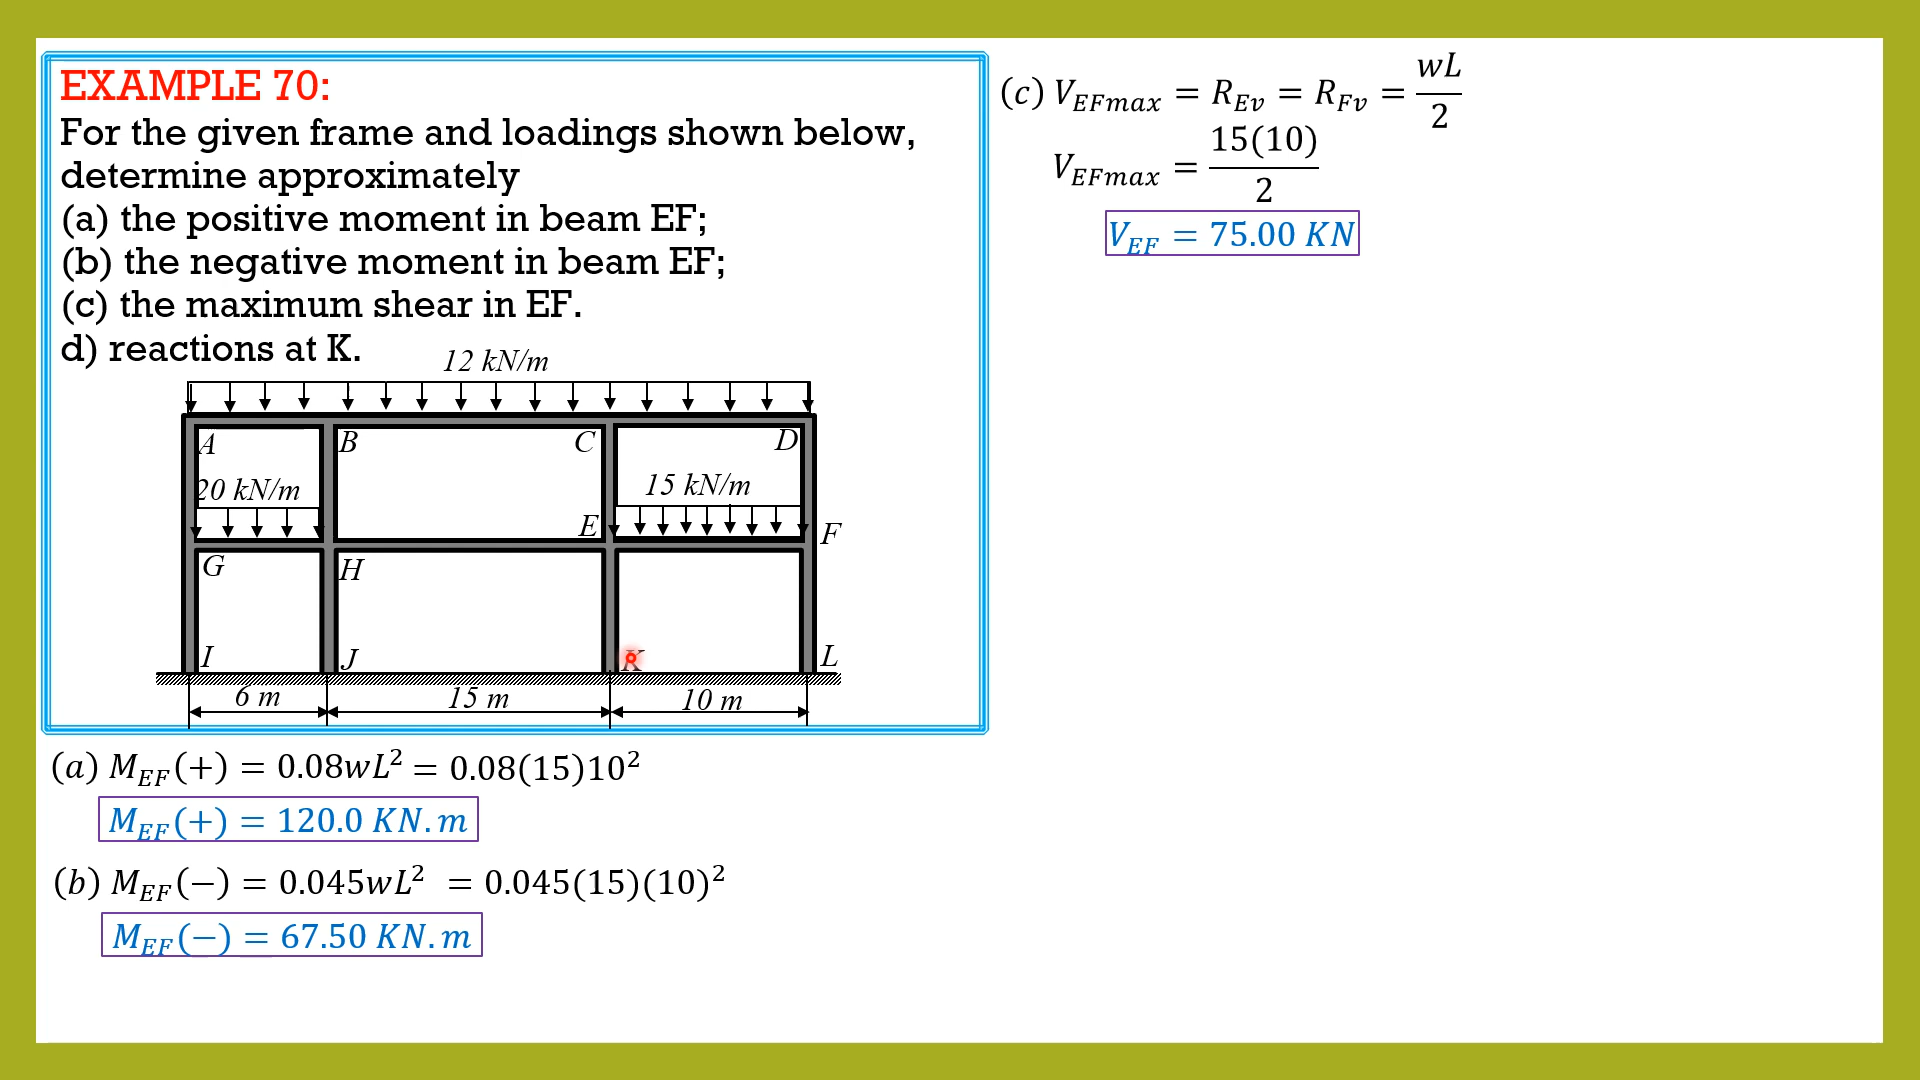 EXAMPLE 70:
For the given frame and loadings shown below,
determine approximately
(a) the positive moment in beam EF;
(b) the negative moment in beam EF;
(c) the maximum shear in EF.
d) reactions at K.
12 kN/m
A
B
C
D
20 kN/m
15 kN/m
E
F
G
H
I
J
K
L
6 m
15 m
10 m
(a) M_EF(+) = 0.08wL² = 0.08(15)10²
M_EF(+) = 120.0 KN.m
(b) M_EF(−) = 0.045wL² = 0.045(15)(10)²
M_EF(−) = 67.50 KN.m
(c) V_EFmax = R_Ev = R_Fv = wL/2
V_EFmax = 15(10)/2
V_EF = 75.00 KN